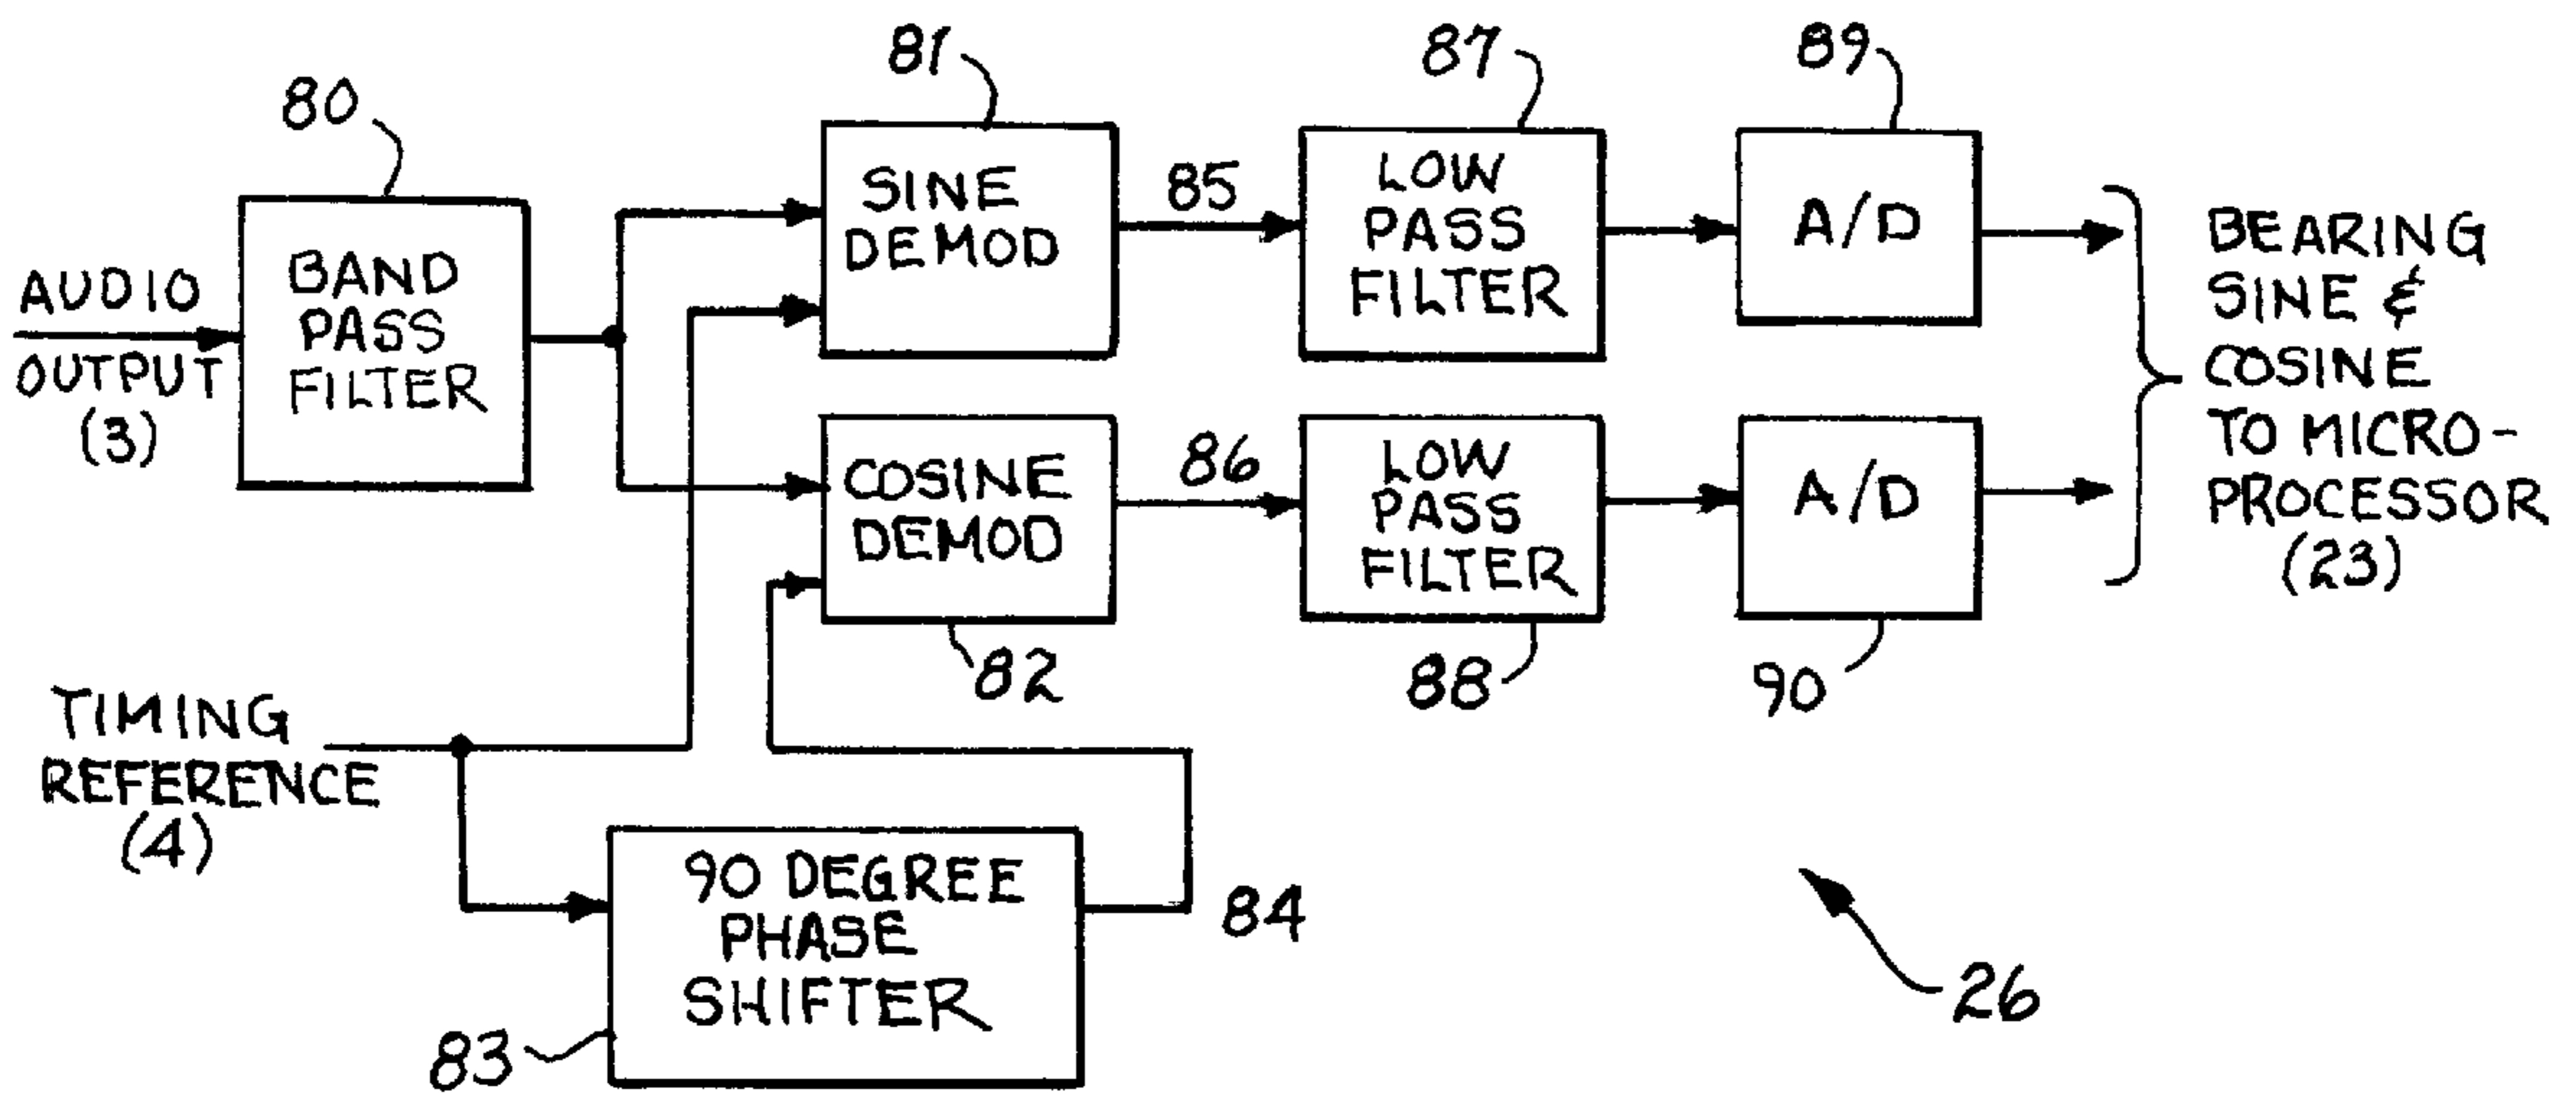 80
81
87
89
AUDIO
OUTPUT
(3)
BAND
PASS
FILTER
SINE
DEMOD
85
LOW
PASS
FILTER
A/D
BEARING
SINE &
COSINE
TO MICRO-
PROCESSOR
(23)
COSINE
DEMOD
86
LOW
PASS
FILTER
A/D
82
88
90
TIMING
REFERENCE
(4)
90 DEGREE
PHASE
SHIFTER
84
83
26